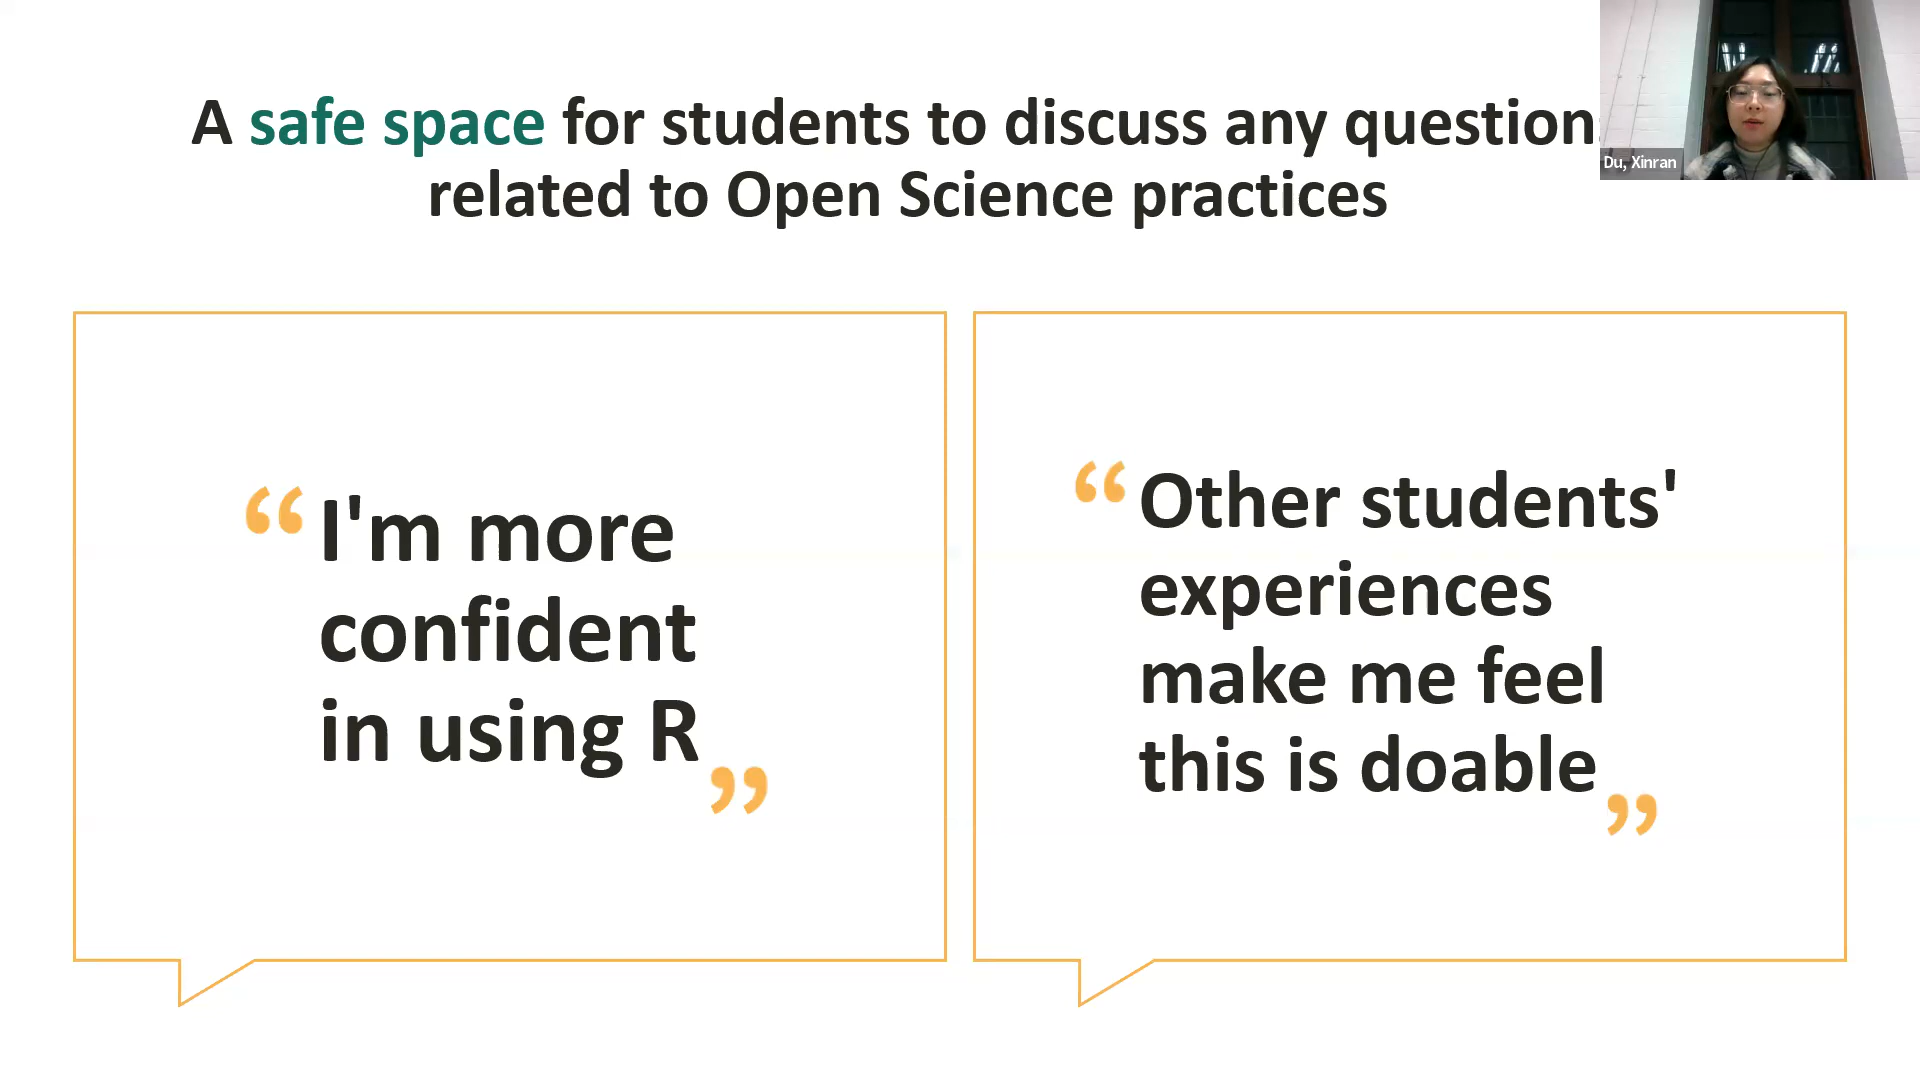 A safe space for students to discuss any question
related to Open Science practices
Du, Xinran
“I'm more
confident
in using R”
“Other students'
experiences
make me feel
this is doable”